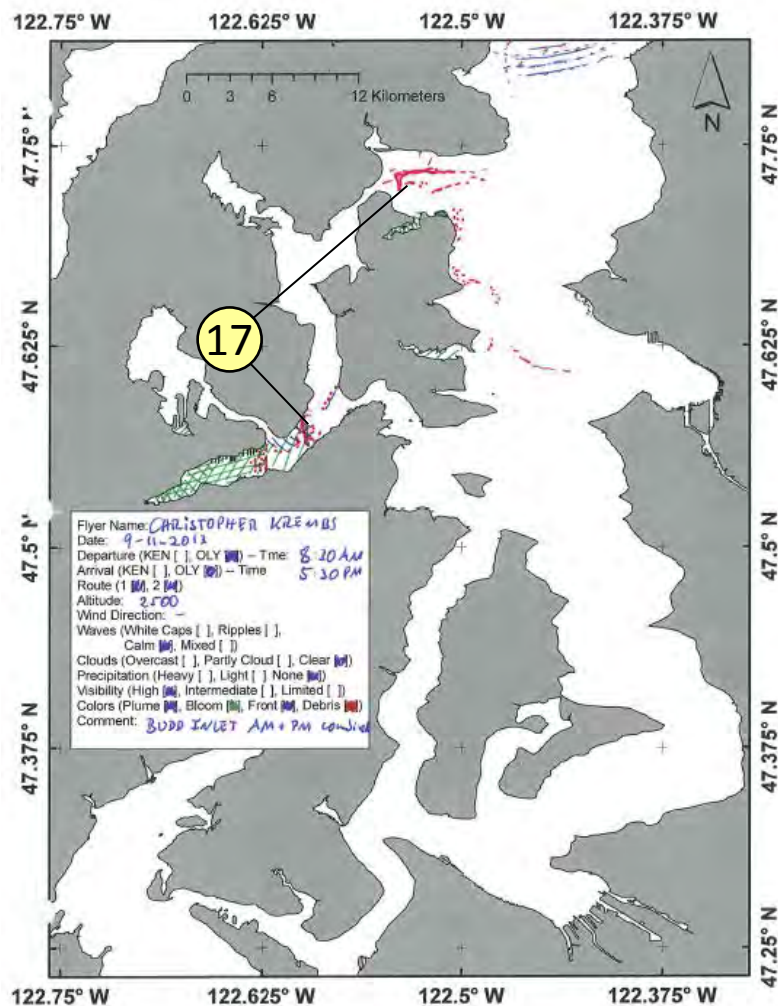 122.75° W 122.625° W 122.5° W 122.375° W
0 3 6 12 Kilometers
N
47.75° N 47.75° N
47.625° N 47.625° N
17
47.5° N 47.5° N
Flyer Name: CHRISTOPHER KREMBS
Date: 9-11-2013
Departure (KEN [ ], OLY [ ]) – Tme: 8 20 AM
Arrival (KEN [ ], OLY [ ]) – Time 5:30 PM
Route (1 [ ], 2 [ ])
Altitude: 2500
Wind Direction: –
Waves (White Caps [ ], Ripples [ ],
Calm [ ], Mixed [ ])
Clouds (Overcast [ ], Partly Cloud [ ], Clear [ ])
Precipitation (Heavy [ ], Light [ ] None [ ])
Visibility (High [ ], Intermediate [ ], Limited [ ])
Colors (Plume [ ], Bloom [ ], Front [ ], Debris [ ])
Comment: BUDD INLET AM + PM
47.375° N 47.375° N
47.25° N 47.25° N
122.75° W 122.625° W 122.5° W 122.375° W